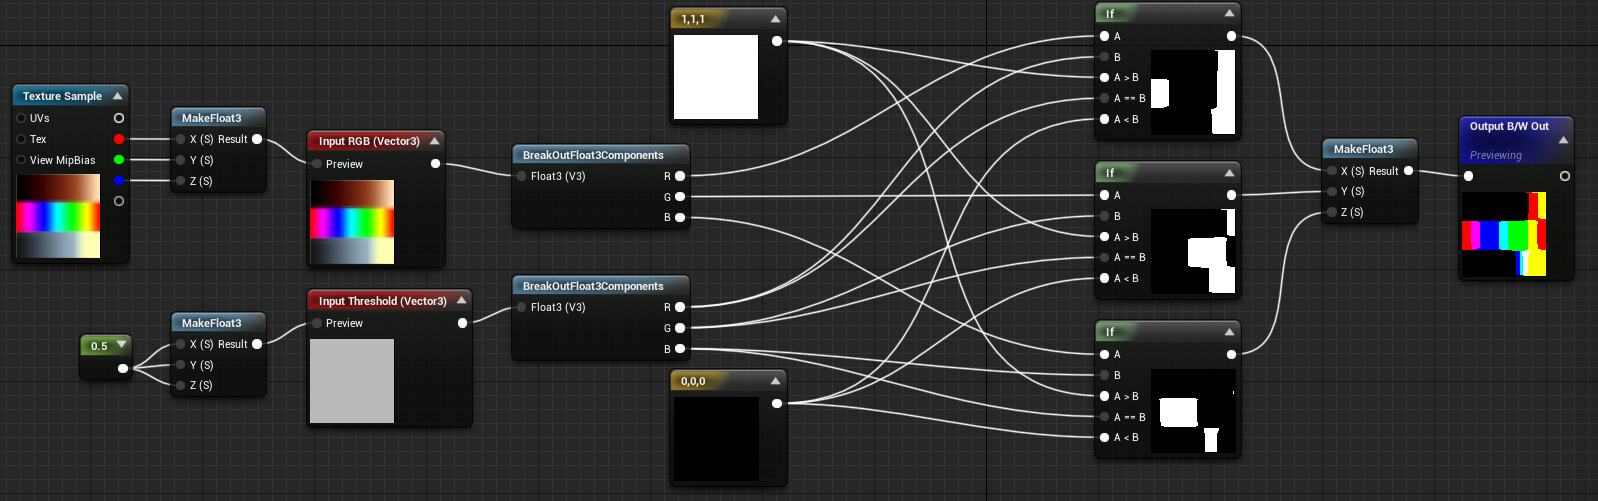 Texture Sample
UVs
Tex
View MipBias
MakeFloat3
X (S) Result
Y (S)
Z (S)
Input RGB (Vector3)
Preview
0.5
MakeFloat3
X (S) Result
Y (S)
Z (S)
Input Threshold (Vector3)
Preview
BreakOutFloat3Components
Float3 (V3) R
G
B
BreakOutFloat3Components
Float3 (V3) R
G
B
1,1,1
0,0,0
If
A
B
A > B
A == B
A < B
If
A
B
A > B
A == B
A < B
If
A
B
A > B
A == B
A < B
MakeFloat3
X (S) Result
Y (S)
Z (S)
Output B/W Out
Previewing